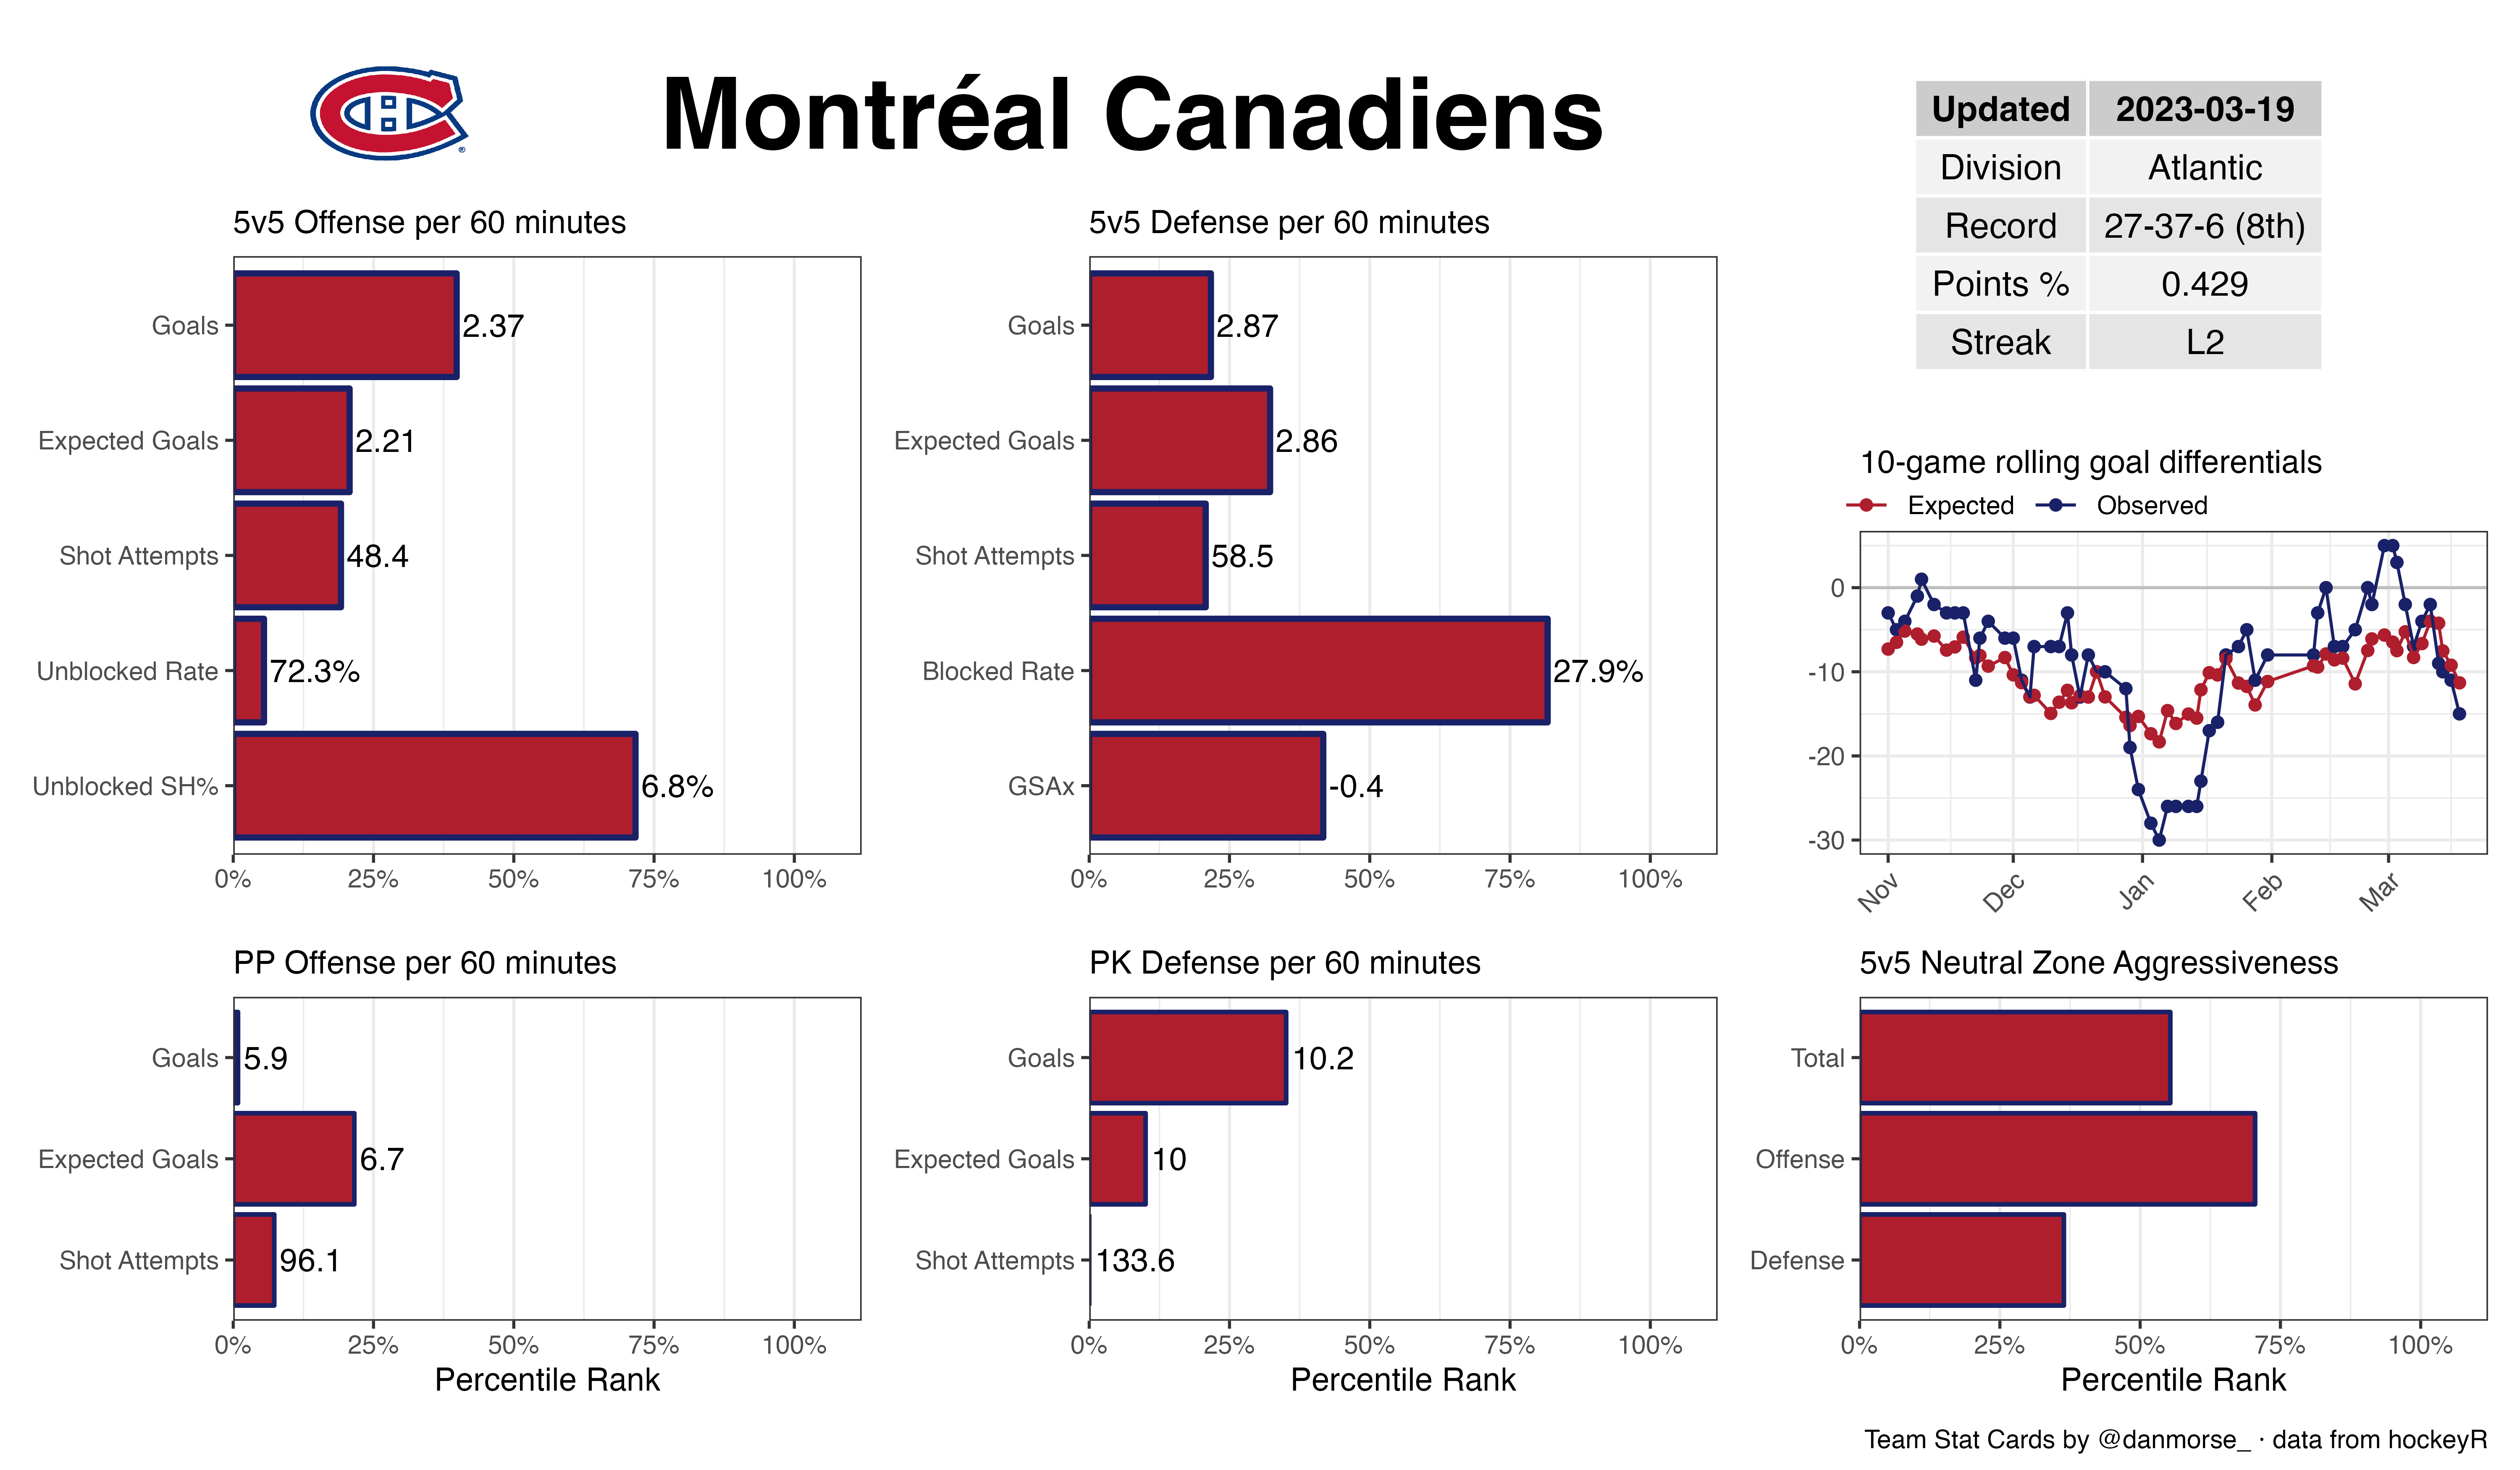 Montréal Canadiens
Updated 2023-03-19
Division Atlantic
Record 27-37-6 (8th)
Points % 0.429
Streak L2
5v5 Offense per 60 minutes
Goals 2.37
Expected Goals 2.21
Shot Attempts 48.4
Unblocked Rate 72.3%
Unblocked SH% 6.8%
0% 25% 50% 75% 100%
5v5 Defense per 60 minutes
Goals 2.87
Expected Goals 2.86
Shot Attempts 58.5
Blocked Rate 27.9%
GSAx -0.4
0% 25% 50% 75% 100%
10-game rolling goal differentials
Expected Observed
0
-10
-20
-30
Nov Dec Jan Feb Mar
PP Offense per 60 minutes
Goals 5.9
Expected Goals 6.7
Shot Attempts 96.1
0% 25% 50% 75% 100%
Percentile Rank
PK Defense per 60 minutes
Goals 10.2
Expected Goals 10
Shot Attempts 133.6
0% 25% 50% 75% 100%
Percentile Rank
5v5 Neutral Zone Aggressiveness
Total
Offense
Defense
0% 25% 50% 75% 100%
Percentile Rank
Team Stat Cards by @danmorse_ · data from hockeyR